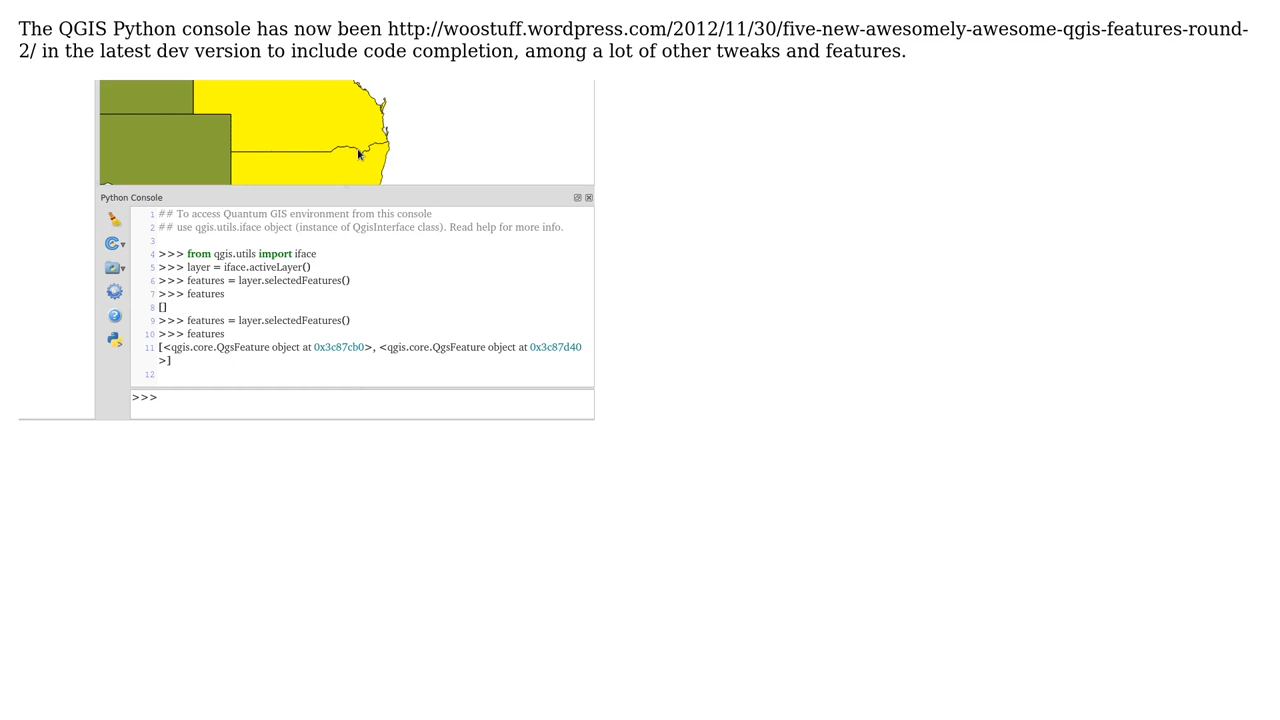 The QGIS Python console has now been http://woostuff.wordpress.com/2012/11/30/five-new-awesomely-awesome-qgis-features-round-
2/ in the latest dev version to include code completion, among a lot of other tweaks and features.
Python Console
1 ## To access Quantum GIS environment from this console
2 ## use qgis.utils.iface object (instance of QgisInterface class). Read help for more info.
3
4 >>> from qgis.utils import iface
5 >>> layer = iface.activeLayer()
6 >>> features = layer.selectedFeatures()
7 >>> features
8 []
9 >>> features = layer.selectedFeatures()
10 >>> features
11 [<qgis.core.QgsFeature object at 0x3c87cb0>, <qgis.core.QgsFeature object at 0x3c87d40
>]
12
>>>